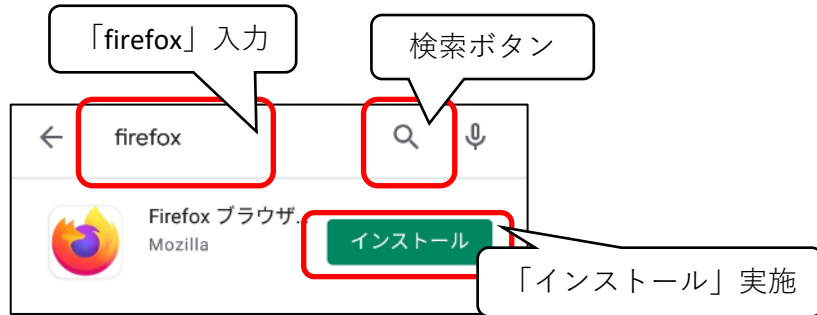 「firefox」入力
検索ボタン
firefox
Firefox ブラウザ...
Mozilla
インストール
「インストール」実施